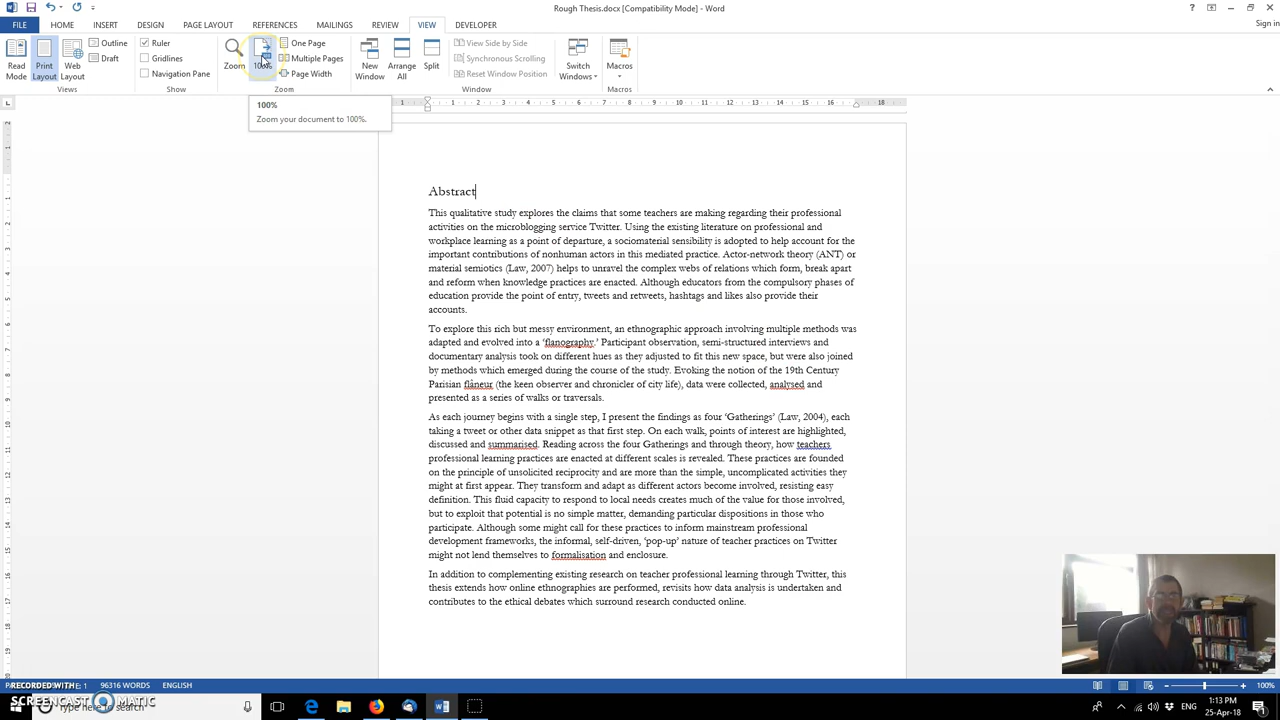 Rough Thesis.docx [Compatibility Mode] - Word
FILE HOME INSERT DESIGN PAGE LAYOUT REFERENCES MAILINGS REVIEW VIEW DEVELOPER Sign in
Read Mode
Print Layout
Web Layout
Outline
Draft
Views
Ruler
Gridlines
Navigation Pane
Show
Zoom
100%
One Page
Multiple Pages
Page Width
Zoom
New Window
Arrange All
Split
View Side by Side
Synchronous Scrolling
Reset Window Position
Window
Switch Windows
Macros
Macros
100%
Zoom your document to 100%.
Abstract
This qualitative study explores the claims that some teachers are making regarding their professional
activities on the microblogging service Twitter. Using the existing literature on professional and
workplace learning as a point of departure, a sociomaterial sensibility is adopted to help account for the
important contributions of nonhuman actors in this mediated practice. Actor-network theory (ANT) or
material semiotics (Law, 2007) helps to unravel the complex webs of relations which form, break apart
and reform when knowledge practices are enacted. Although educators from the compulsory phases of
education provide the point of entry, tweets and retweets, hashtags and likes also provide their
accounts.
To explore this rich but messy environment, an ethnographic approach involving multiple methods was
adapted and evolved into a ‘flanography.’ Participant observation, semi-structured interviews and
documentary analysis took on different hues as they adjusted to fit this new space, but were also joined
by methods which emerged during the course of the study. Evoking the notion of the 19th Century
Parisian flâneur (the keen observer and chronicler of city life), data were collected, analysed and
presented as a series of walks or traversals.
As each journey begins with a single step, I present the findings as four ‘Gatherings’ (Law, 2004), each
taking a tweet or other data snippet as that first step. On each walk, points of interest are highlighted,
discussed and summarised. Reading across the four Gatherings and through theory, how teachers
professional learning practices are enacted at different scales is revealed. These practices are founded
on the principle of unsolicited reciprocity and are more than the simple, uncomplicated activities they
might at first appear. They transform and adapt as different actors become involved, resisting easy
definition. This fluid capacity to respond to local needs creates much of the value for those involved,
but to exploit that potential is no simple matter, demanding particular dispositions in those who
participate. Although some might call for these practices to inform mainstream professional
development frameworks, the informal, self-driven, ‘pop-up’ nature of teacher practices on Twitter
might not lend themselves to formalisation and enclosure.
In addition to complementing existing research on teacher professional learning through Twitter, this
thesis extends how online ethnographies are performed, revisits how data analysis is undertaken and
contributes to the ethical debates which surround research conducted online.
RECORDED WITH
96316 WORDS ENGLISH 100%
SCREENCAST MATIC
1:13 PM
25-Apr-18